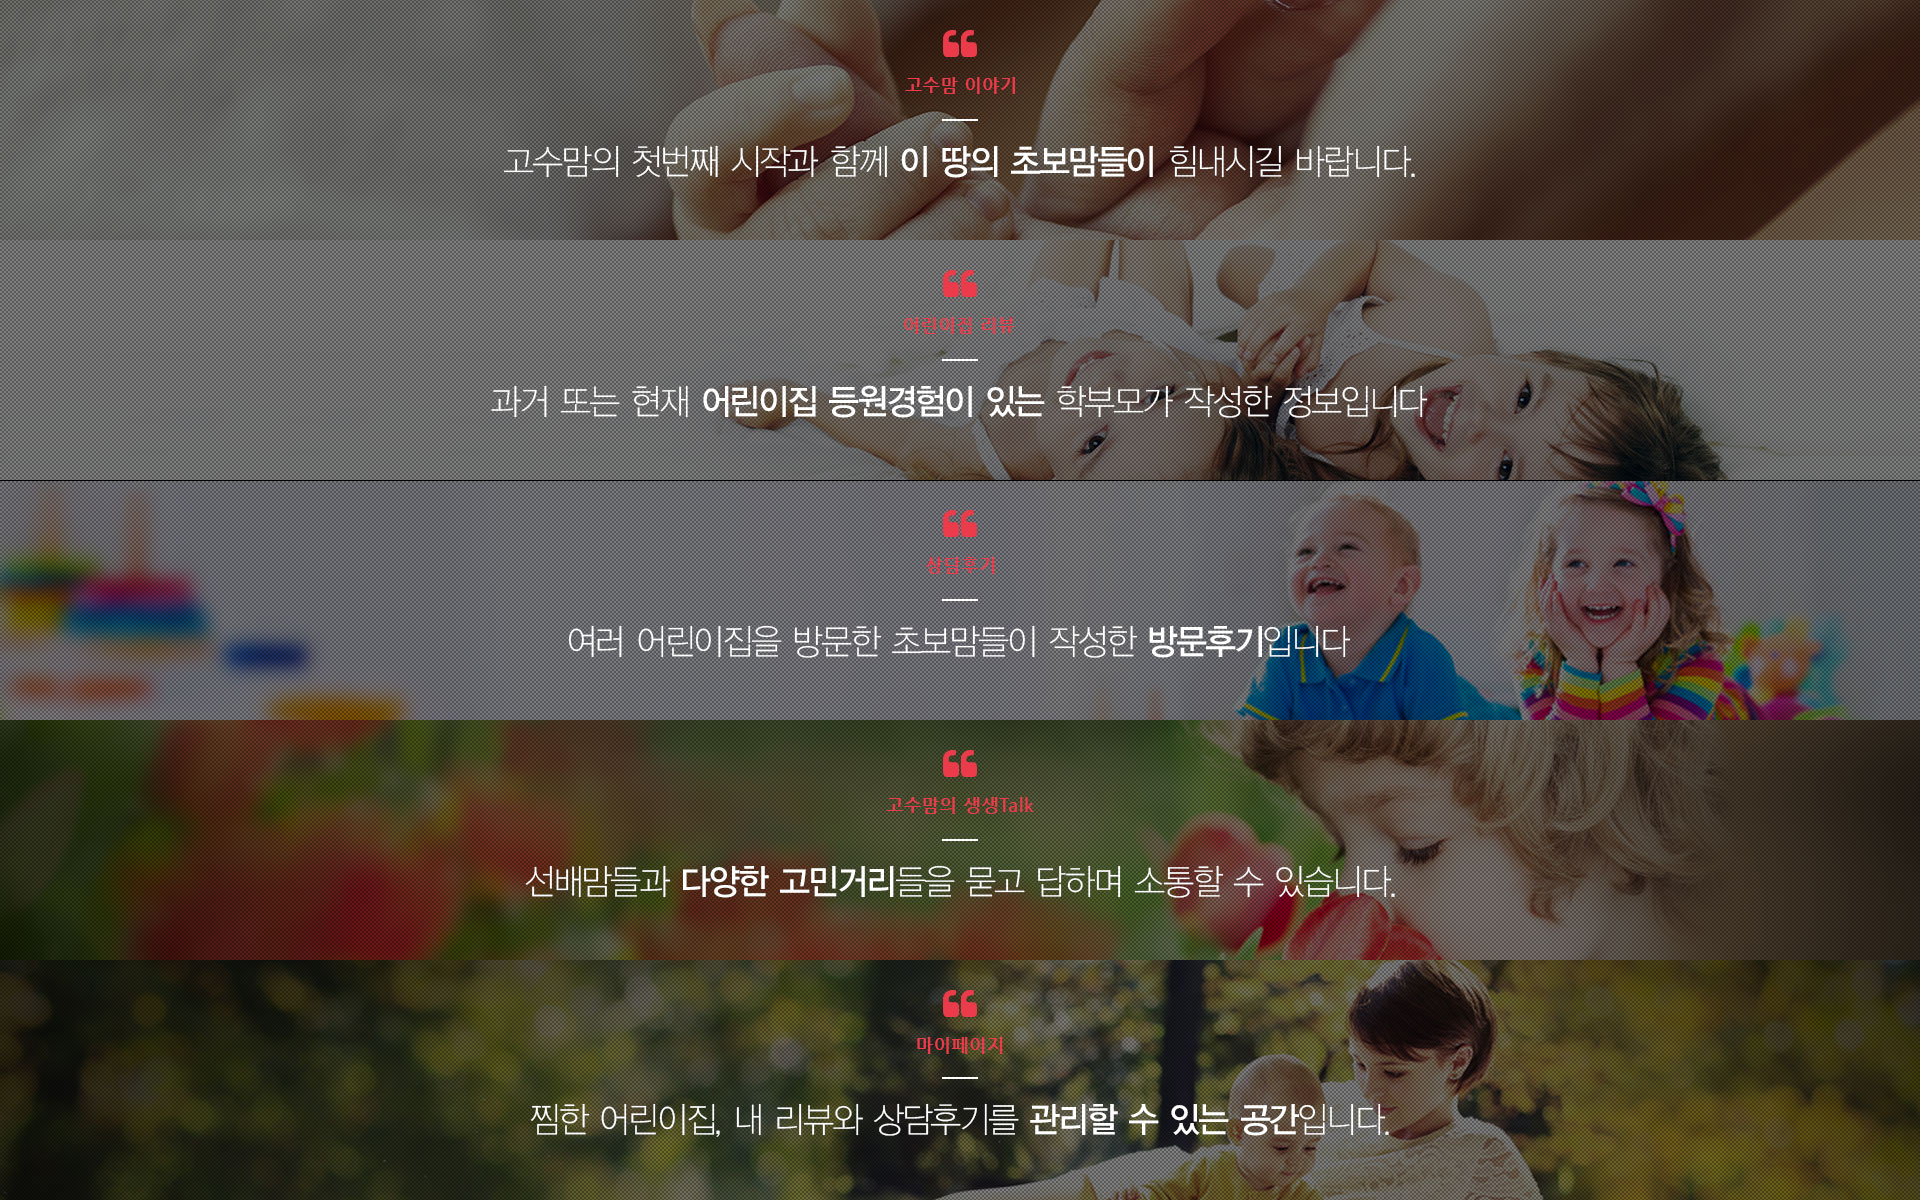 고수맘 이야기
고수맘의 첫번째 시작과 함께 이 땅의 초보맘들이 힘내시길 바랍니다.
어린이집 리뷰
과거 또는 현재 어린이집 등원경험이 있는 학부모가 작성한 정보입니다
상담후기
여러 어린이집을 방문한 초보맘들이 작성한 방문후기입니다
고수맘의 생생Talk
선배맘들과 다양한 고민거리들을 묻고 답하며 소통할 수 있습니다.
마이페이지
찜한 어린이집, 내 리뷰와 상담후기를 관리할 수 있는 공간입니다.